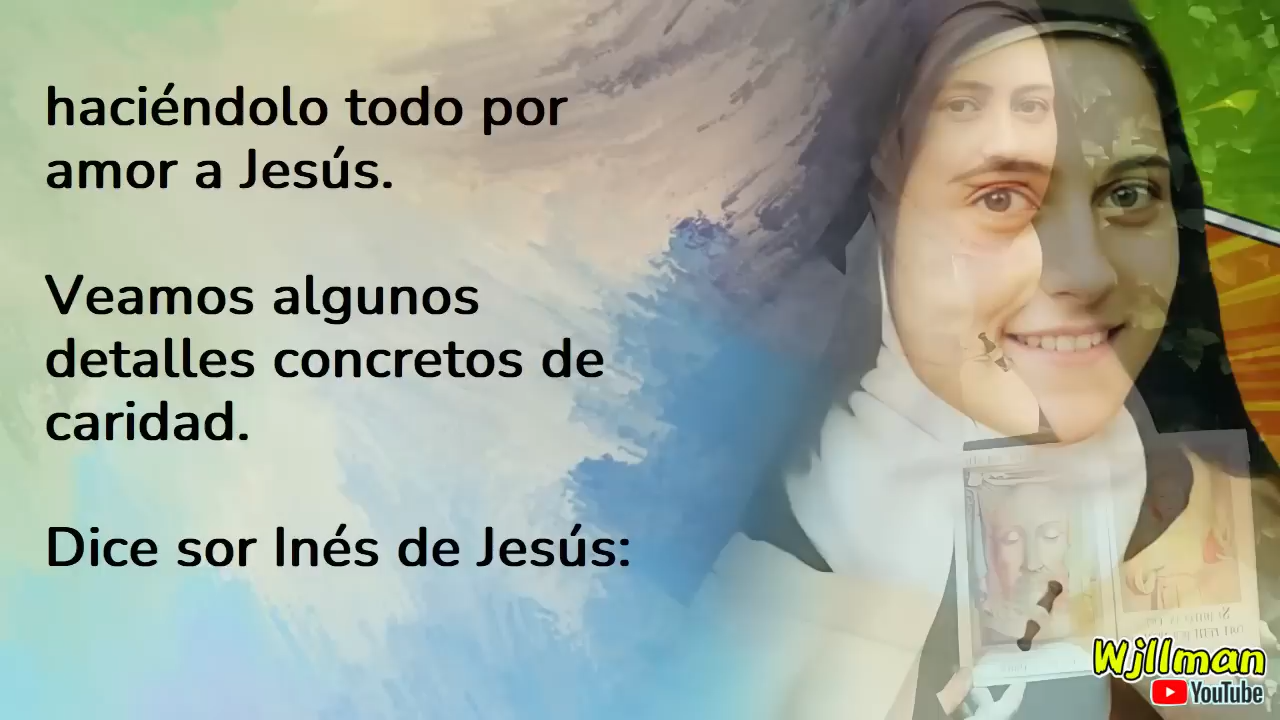 haciéndolo todo por
amor a Jesús.
Veamos algunos
detalles concretos de
caridad.
Dice sor Inés de Jesús:
Wjllman
YouTube